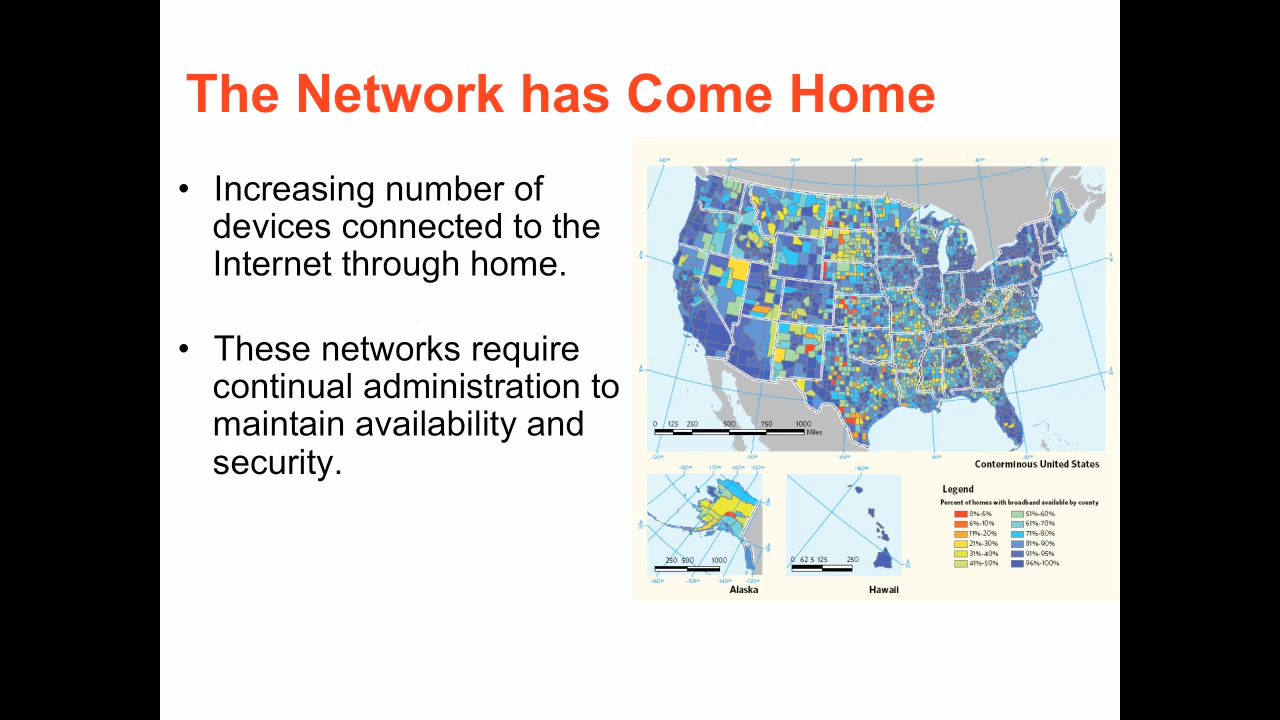 The Network has Come Home
• Increasing number of
devices connected to the
Internet through home.
• These networks require
continual administration to
maintain availability and
security.
0 125 250 500 750 1000
Miles
Conterminous United States
250 500 1000
Alaska
0 62 5 125 250
Hawaii
Legend
Percent of homes with broadband available by county
0%-5% 51%-60%
6%-10% 61%-70%
11%-20% 71%-80%
21%-30% 81%-90%
31%-40% 91%-95%
41%-50% 96%-100%